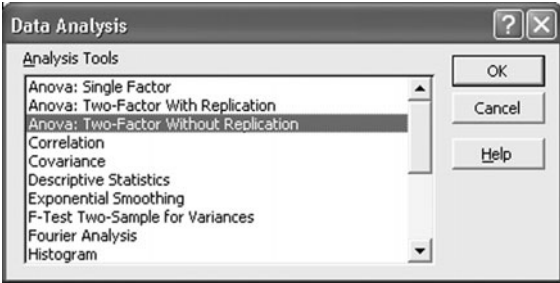 Data Analysis
Analysis Tools
Anova: Single Factor
Anova: Two-Factor With Replication
Anova: Two-Factor Without Replication
Correlation
Covariance
Descriptive Statistics
Exponential Smoothing
F-Test Two-Sample for Variances
Fourier Analysis
Histogram
OK
Cancel
Help